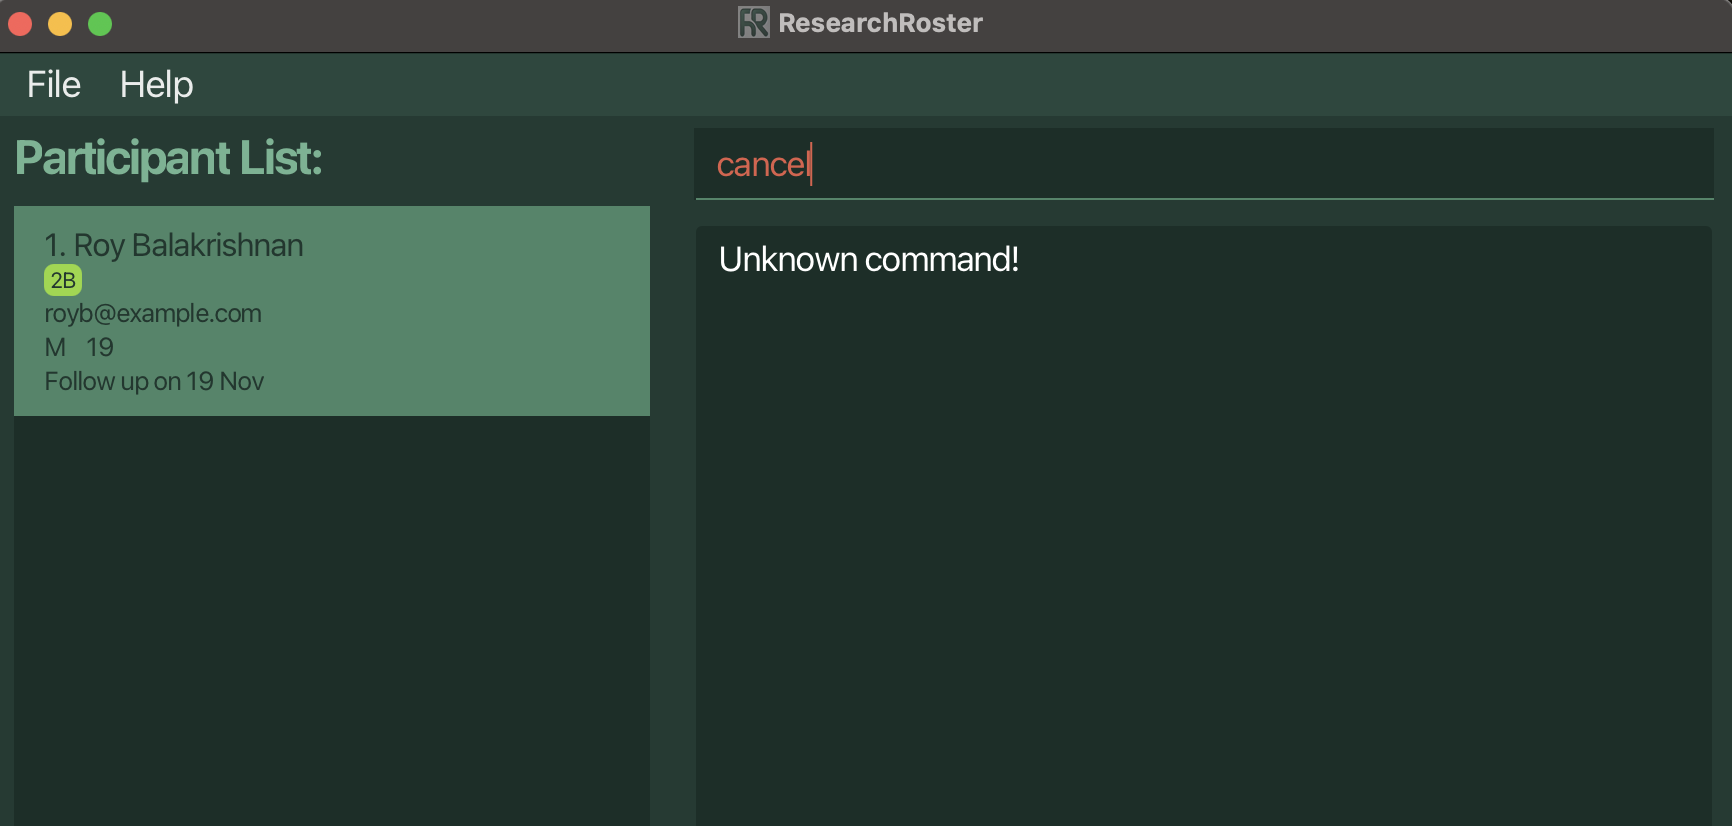 ResearchRoster
File Help
Participant List:
cancel
1. Roy Balakrishnan
2B
royb@example.com
M 19
Follow up on 19 Nov
Unknown command!